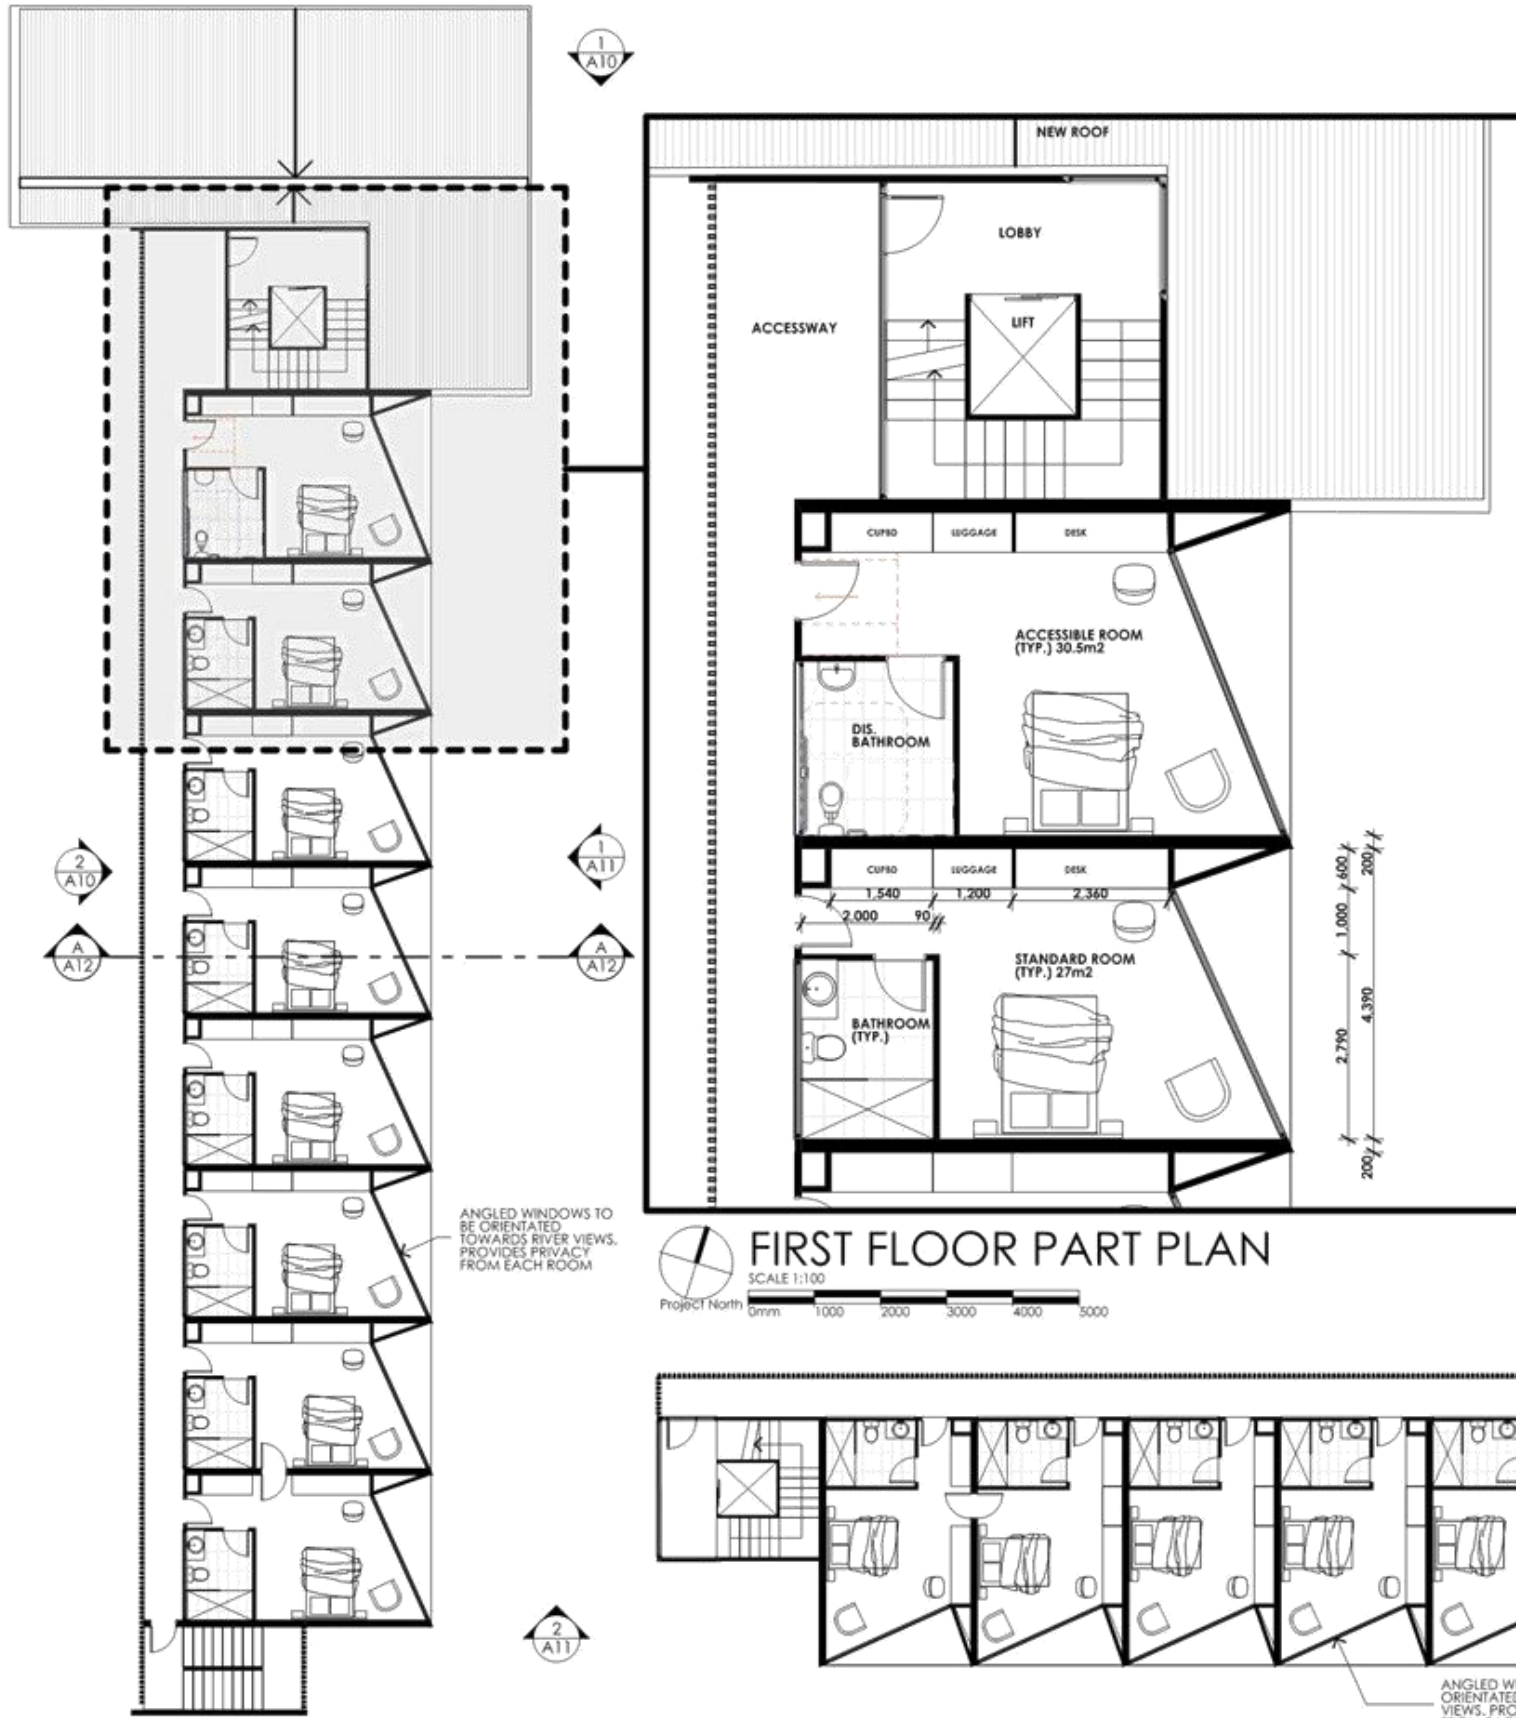 1
A10
NEW ROOF
LOBBY
LIFT
ACCESSWAY
CUPBD
LUGGAGE
DESK
ACCESSIBLE ROOM
(TYP.) 30.5m2
DIS.
BATHROOM
CUPBD
LUGGAGE
DESK
1,540
1,200
2,360
2,000
90
STANDARD ROOM
(TYP.) 27m2
BATHROOM
(TYP.)
600
200
1,000
4,390
2,790
200
2
A10
1
A11
A
A12
A
A12
ANGLED WINDOWS TO
BE ORIENTATED
TOWARDS RIVER VIEWS.
PROVIDES PRIVACY
FROM EACH ROOM
FIRST FLOOR PART PLAN
SCALE 1:100
Project North
0mm 1000 2000 3000 4000 5000
2
A11
ANGLED
ORIENTATED
VIEWS.